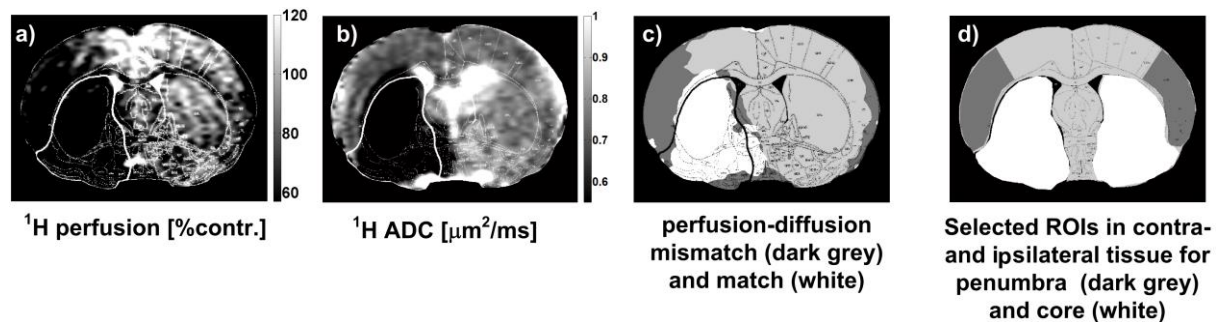 a)
120
100
80
60
b)
1
0.9
0.8
0.7
0.6
c)
d)
¹H perfusion [%contr.]
¹H ADC [μm²/ms]
perfusion-diffusion
mismatch (dark grey)
and match (white)
Selected ROIs in contra-
and ipsilateral tissue for
penumbra (dark grey)
and core (white)